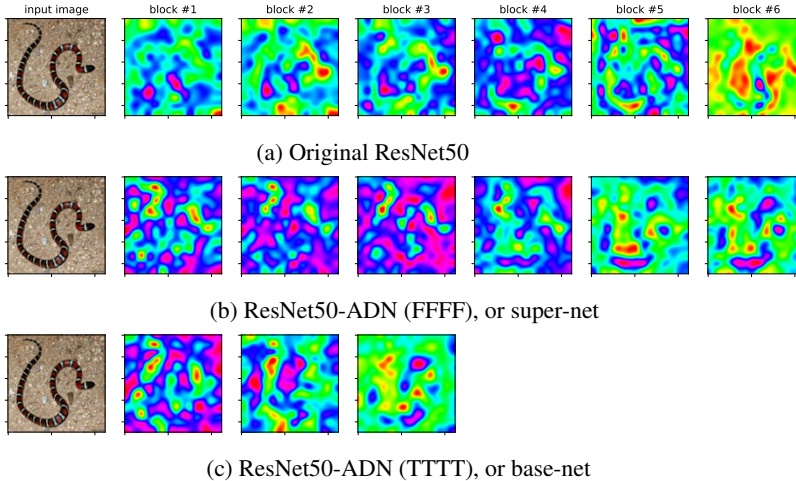 input image block #1 block #2 block #3 block #4 block #5 block #6
(a) Original ResNet50
(b) ResNet50-ADN (FFFF), or super-net
(c) ResNet50-ADN (TTTT), or base-net